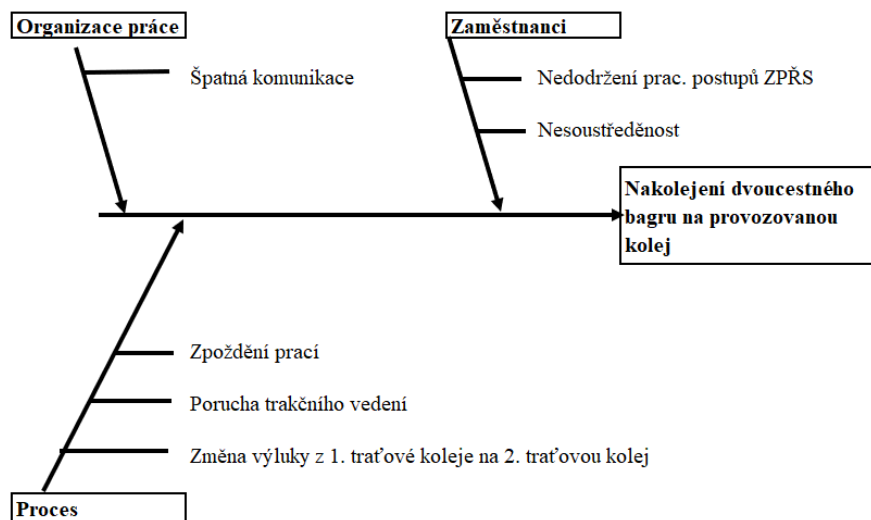 Organizace práce
Zaměstnanci
Špatná komunikace
Nedodržení prac. postupů ZPŘS
Nesoustředěnost
Nakolejení dvoucestného
bagru na provozovanou
kolej
Zpoždění prací
Porucha trakčního vedení
Změna výluky z 1. traťové koleje na 2. traťovou kolej
Proces